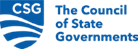 CSG
The Council
of State
Governments